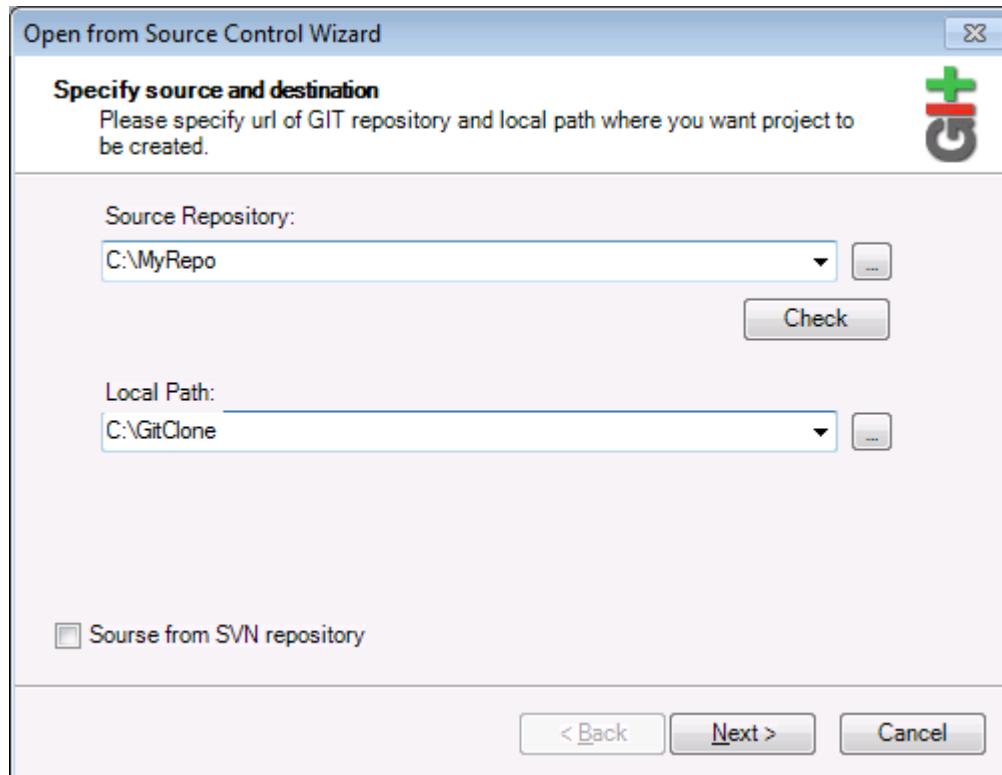 Open from Source Control Wizard
Specify source and destination
Please specify url of GIT repository and local path where you want project to
be created.
GIT
Source Repository:
C:\MyRepo
...
Check
Local Path:
C:\GitClone
...
Sourse from SVN repository
< Back
Next >
Cancel